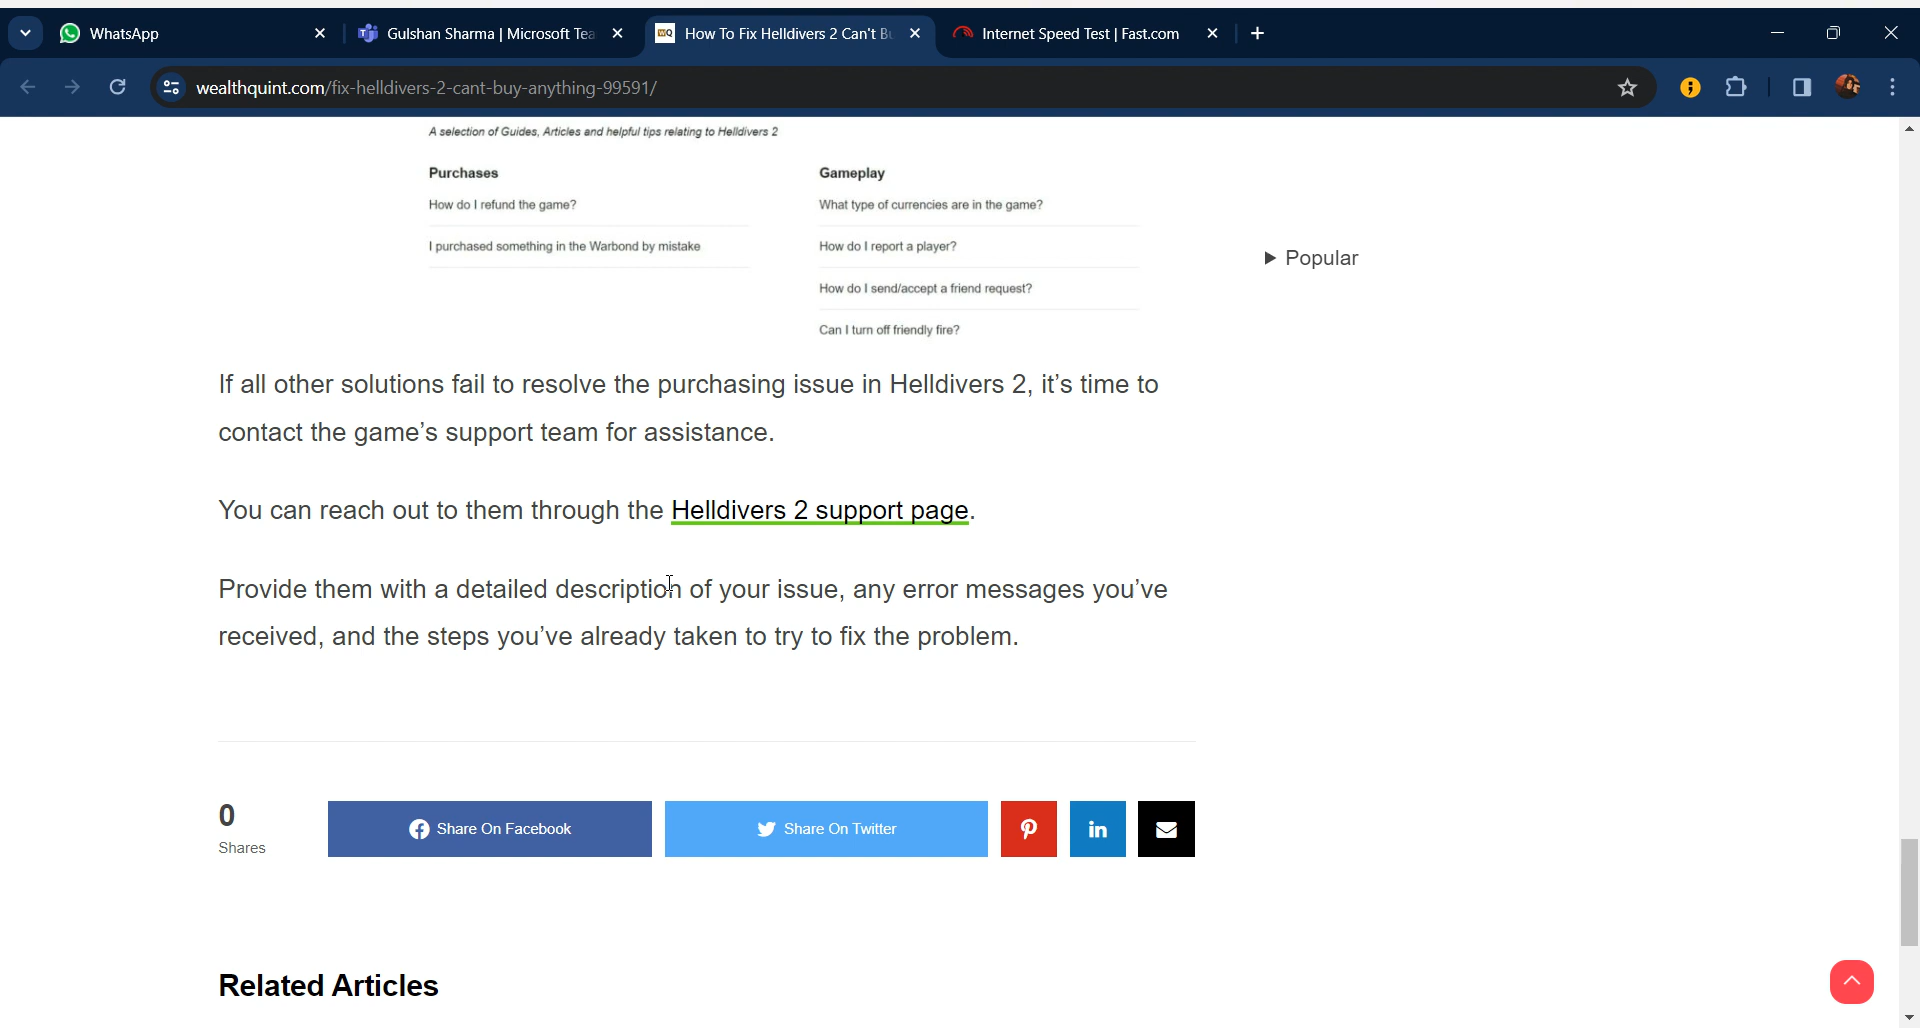 WhatsApp
Gulshan Sharma | Microsoft Tea
WQ
How To Fix Helldivers 2 Can't Bu
Internet Speed Test | Fast.com
wealthquint.com/fix-helldivers-2-cant-buy-anything-99591/
A selection of Guides, Articles and helpful tips relating to Helldivers 2
Purchases
How do I refund the game?
I purchased something in the Warbond by mistake
Gameplay
What type of currencies are in the game?
How do I report a player?
How do I send/accept a friend request?
Can I turn off friendly fire?
Popular
If all other solutions fail to resolve the purchasing issue in Helldivers 2, it's time to
contact the game's support team for assistance.
You can reach out to them through the Helldivers 2 support page.
Provide them with a detailed description of your issue, any error messages you've
received, and the steps you've already taken to try to fix the problem.
0
Shares
Share On Facebook
Share On Twitter
in
Related Articles